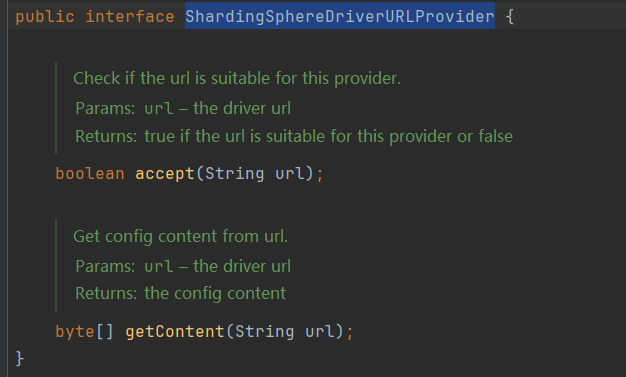 public interface ShardingSphereDriverURLProvider {
Check if the url is suitable for this provider.
Params: url – the driver url
Returns: true if the url is suitable for this provider or false
boolean accept(String url);
Get config content from url.
Params: url – the driver url
Returns: the config content
byte[] getContent(String url);
}